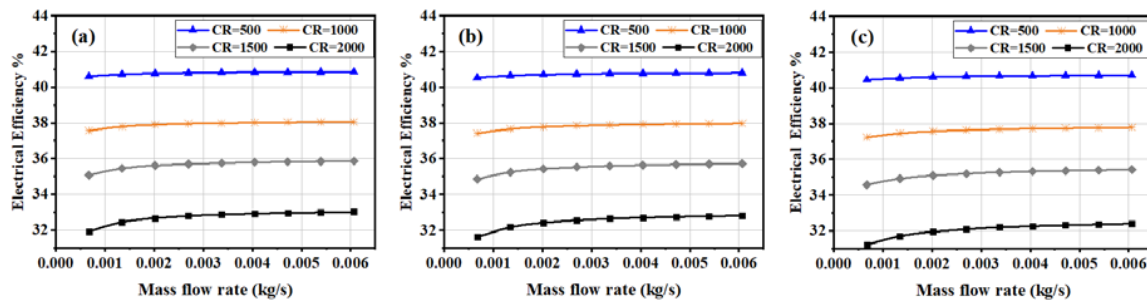 (a)
CR=500 CR=1000
CR=1500 CR=2000
Electrical Efficiency %
44
42
40
38
36
34
32
0.000 0.001 0.002 0.003 0.004 0.005 0.006
Mass flow rate (kg/s)
(b)
CR=500 CR=1000
CR=1500 CR=2000
Electrical Efficiency %
44
42
40
38
36
34
32
0.000 0.001 0.002 0.003 0.004 0.005 0.006
Mass flow rate (kg/s)
(c)
CR=500 CR=1000
CR=1500 CR=2000
Electrical Efficiency %
44
42
40
38
36
34
32
0.000 0.001 0.002 0.003 0.004 0.005 0.006
Mass flow rate (kg/s)